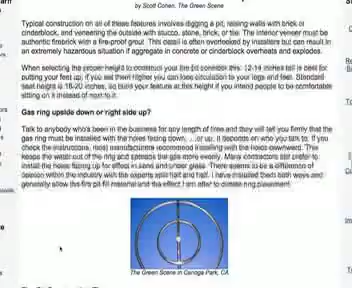 by Scott Cohen, The Green Scene
Typical construction on all of these features involves digging a pit, raising walls with brick or
cinderblock, and veneering the outside with stucco, stone, brick, or tile. The interior veneer must be
authentic firebrick with a fire-proof grout. This detail is often overlooked by installers but can result in
an extremely hazardous situation if aggregate in concrete or cinderblock overheats and explodes.
When selecting the proper height to construct your fire pit consider this: 12-14 inches tall is best for
putting your feet up; if you set them higher you can lose circulation to your legs and feet. Standard
seat height is 18-20 inches, so build your feature at this height if you intend people to be comfortable
sitting on it instead of next to it.
Gas ring upside down or right side up?
Talk to anybody who's been in the business for any length of time and they will tell you firmly that the
gas ring must be installed with the holes facing down, ...or up. It depends on who you talk to. If you
check the instructions, most manufacturers recommend installing with the holes downward. This
keeps the water out of the ring and spreads the gas more evenly. Many contractors still prefer to
install the holes facing up for effect in sand and under glass. There seems to be a difference of
opinion within the industry with the experts split half and half. I have installed them both ways and
generally allow the fire pit fill material and the effect I am after to dictate ring placement.
The Green Scene in Canoga Park, CA